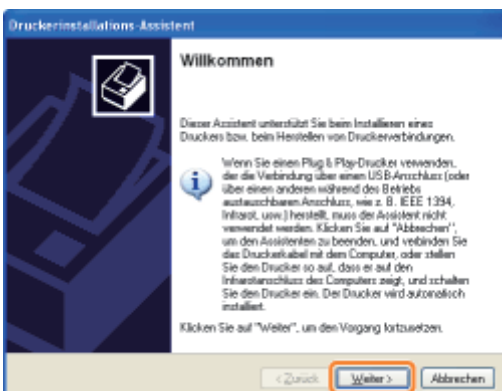 Druckerinstallations-Assistent
Willkommen
Dieser Assistent unterstützt Sie beim Installieren eines
Druckers bzw. beim Herstellen von Druckerverbindungen.
Wenn Sie einen Plug & Play-Drucker verwenden,
der die Verbindung über einen USB-Anschluss (oder
über einen anderen während des Betriebs
austauschbaren Anschluss, wie z. B. IEEE 1394,
Infrarot, usw.) herstellt, muss der Assistent nicht
verwendet werden. Klicken Sie auf "Abbrechen",
um den Assistenten zu beenden, und verbinden Sie
das Druckerkabel mit dem Computer, oder stellen
Sie den Drucker so auf, dass er auf den
Infrarotanschluss des Computers zeigt, und schalten
Sie den Drucker ein. Der Drucker wird automatisch
installiert.
Klicken Sie auf "Weiter", um den Vorgang fortzusetzen.
< Zurück Weiter > Abbrechen